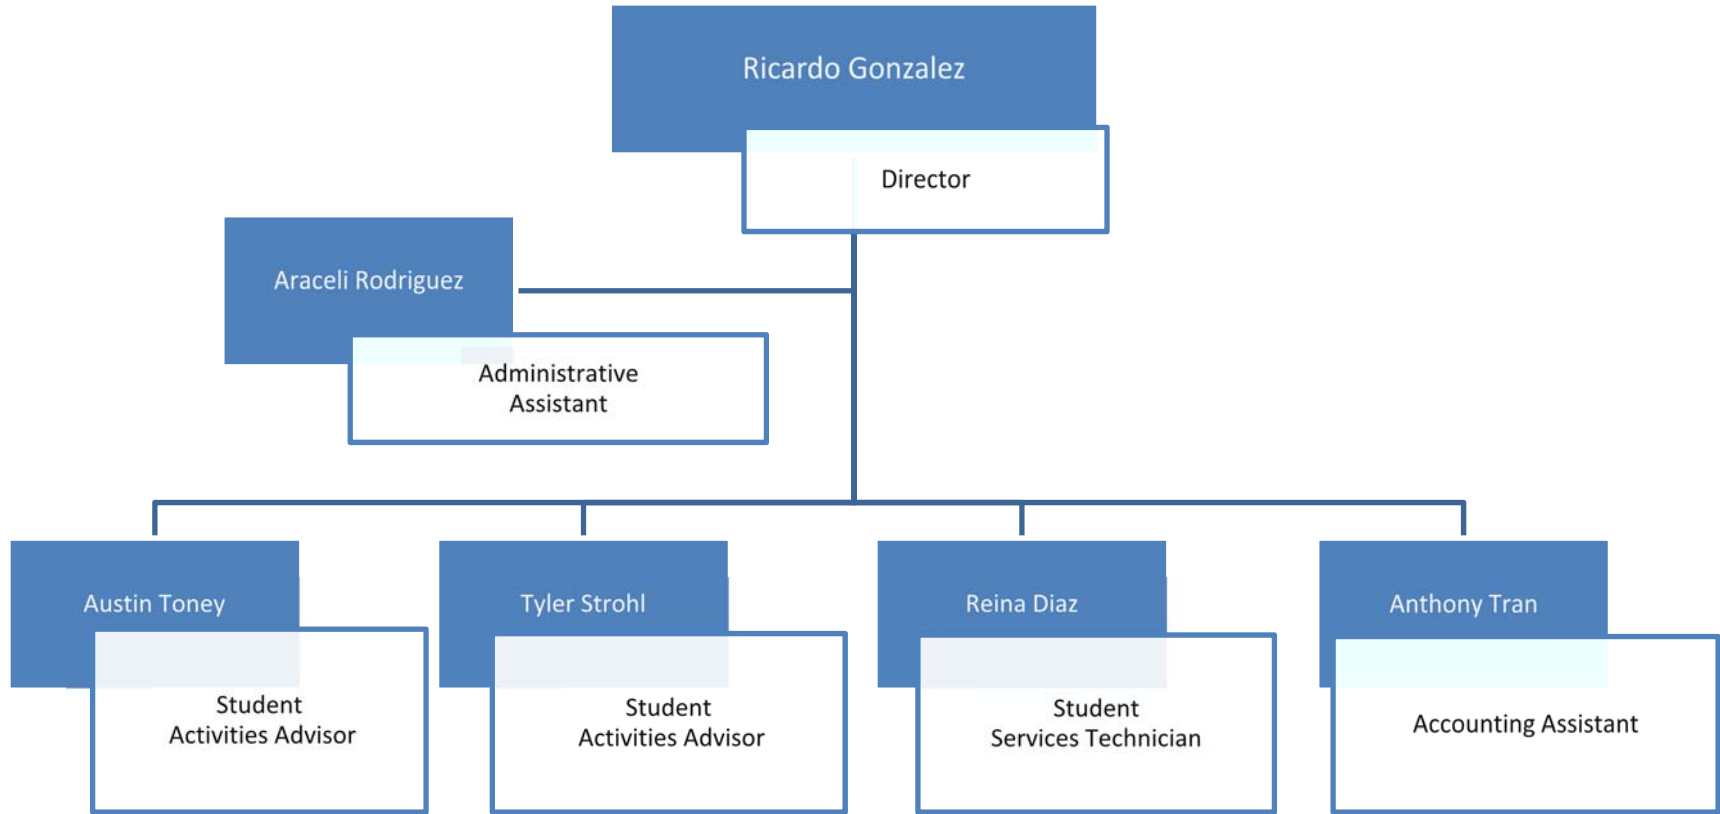 Ricardo Gonzalez
Director
Araceli Rodriguez
Administrative
Assistant
Austin Toney
Student
Activities Advisor
Tyler Strohl
Student
Activities Advisor
Reina Diaz
Student
Services Technician
Anthony Tran
Accounting Assistant